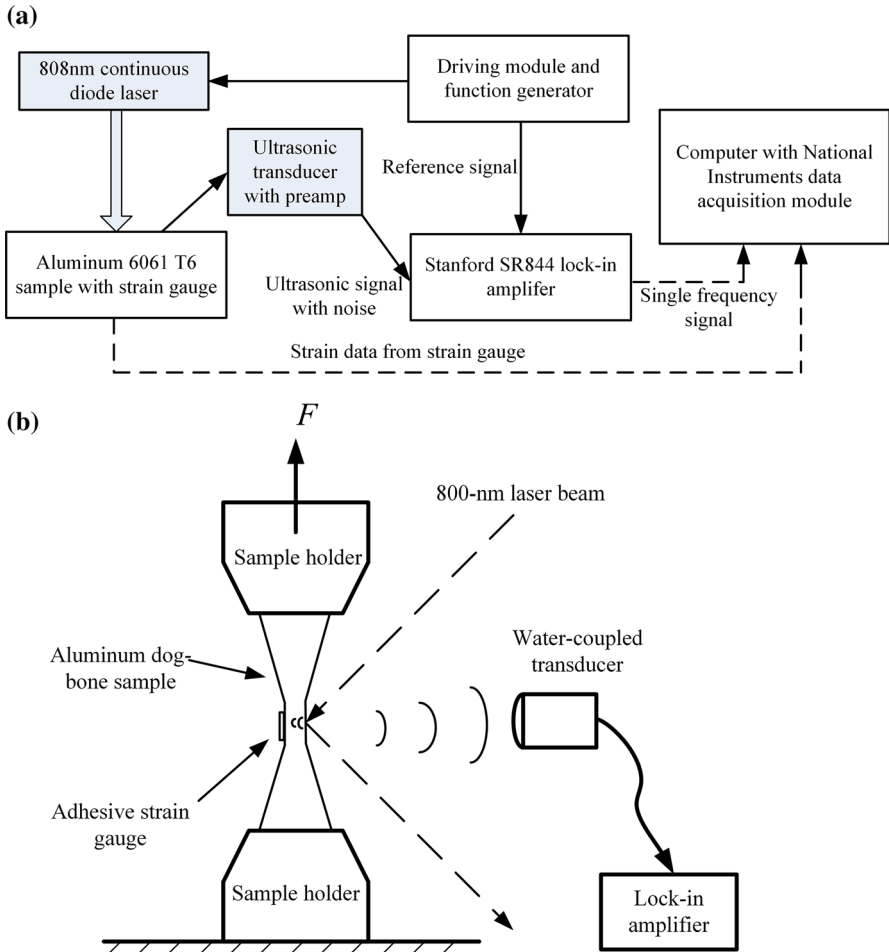 (a)
808nm continuous
diode laser
Driving module and
function generator
Ultrasonic
transducer
with preamp
Reference signal
Computer with National
Instruments data
acquisition module
Aluminum 6061 T6
sample with strain gauge
Ultrasonic signal
with noise
Stanford SR844 lock-in
amplifer
Single frequency
signal
Strain data from strain gauge
(b)
F
800-nm laser beam
Sample holder
Water-coupled
transducer
Aluminum dog-
bone sample
Adhesive strain
gauge
Sample holder
Lock-in
amplifier